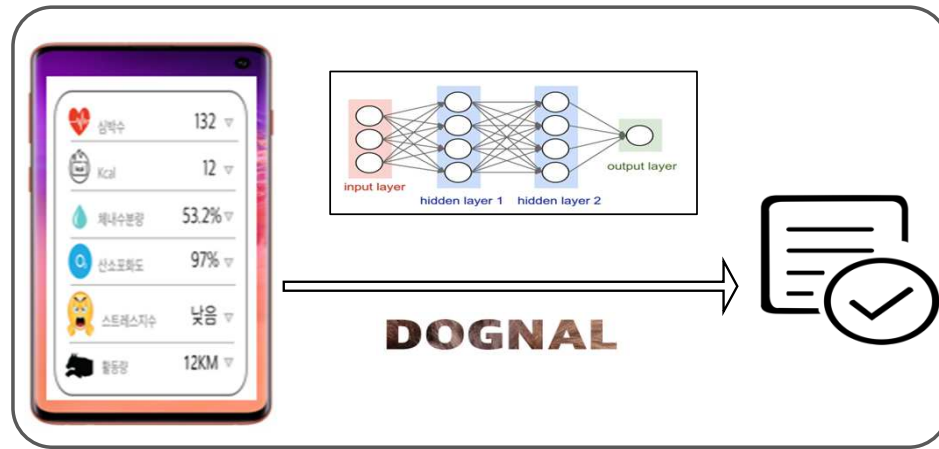 심박수 132
Kcal 12
체내수분량 53.2%
O₂ 산소포화도 97%
스트레스지수 낮음
활동량 12KM
input layer
hidden layer 1 hidden layer 2
output layer
DOGNAL